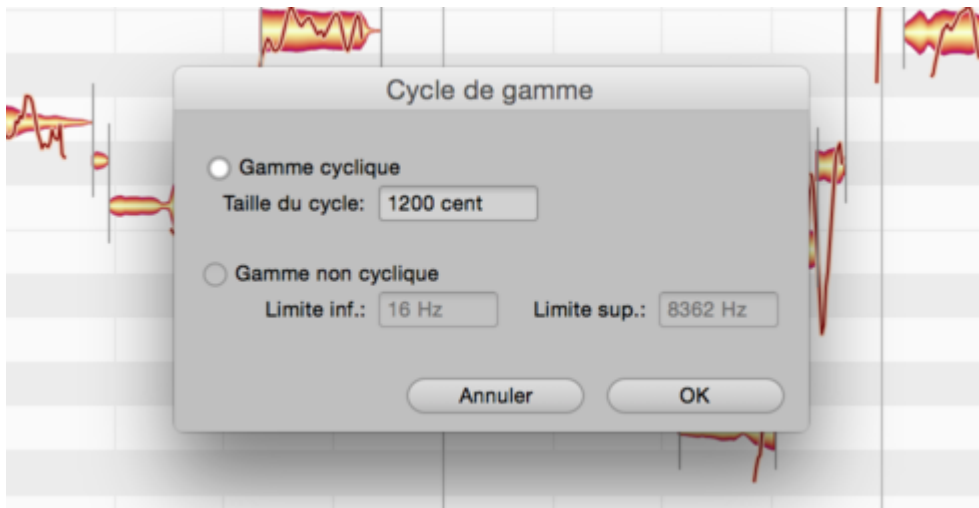 Cycle de gamme
Gamme cyclique
Taille du cycle: 1200 cent
Gamme non cyclique
Limite inf.: 16 Hz Limite sup.: 8362 Hz
Annuler OK